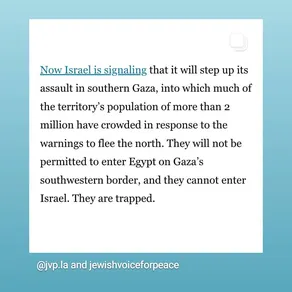 Now Israel is signaling that it will step up its
assault in southern Gaza, into which much of
the territory's population of more than 2
million have crowded in response to the
warnings to flee the north. They will not be
permitted to enter Egypt on Gaza's
southwestern border, and they cannot enter
Israel. They are trapped.
@jvp.la and jewishvoiceforpeace